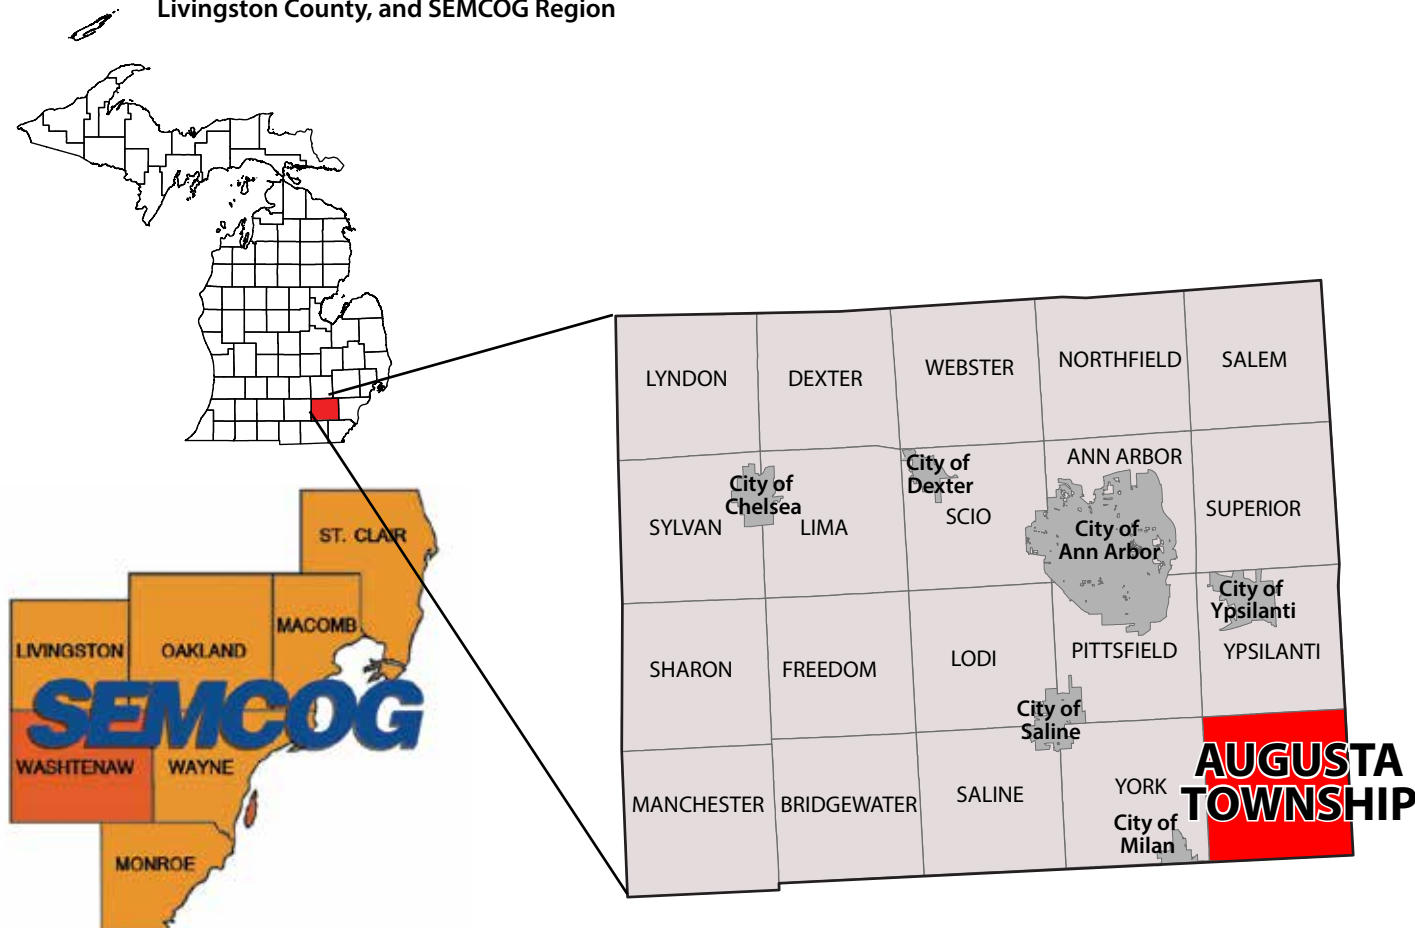 Livingston County, and SEMCOG Region
LYNDON
DEXTER
WEBSTER
NORTHFIELD
SALEM
SYLVAN
City of
Chelsea
LIMA
City of
Dexter
SCIO
ANN ARBOR
City of
Ann Arbor
SUPERIOR
SHARON
FREEDOM
LODI
City of
Saline
PITTSFIELD
City of
Ypsilanti
YPSILANTI
MANCHESTER
BRIDGEWATER
SALINE
YORK
City of
Milan
AUGUSTA
TOWNSHIP
ST. CLAIR
LIVINGSTON
OAKLAND
MACOMB
SEMCOG
WASHTENAW
WAYNE
MONROE